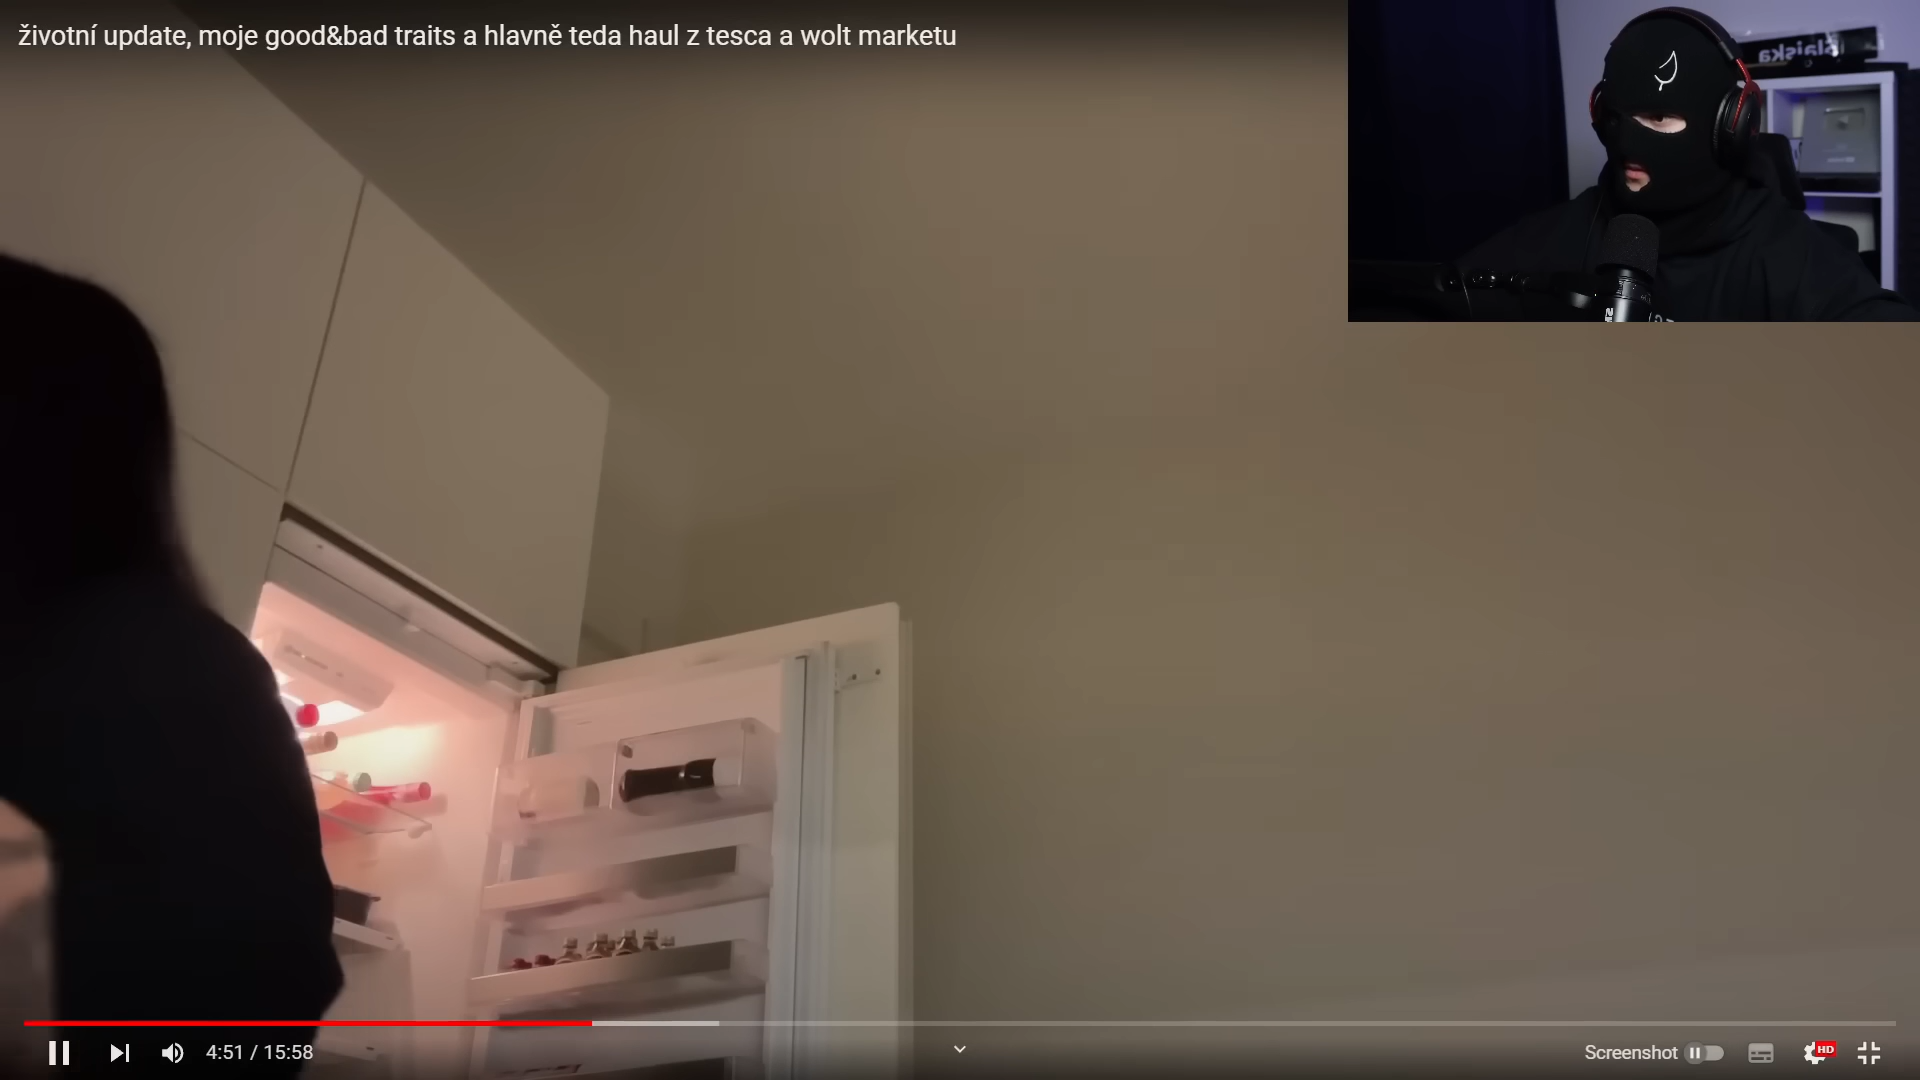 životní update, moje good&bad traits a hlavně teda haul z tesca a wolt marketu
4:51 / 15:58
Screenshot
HD